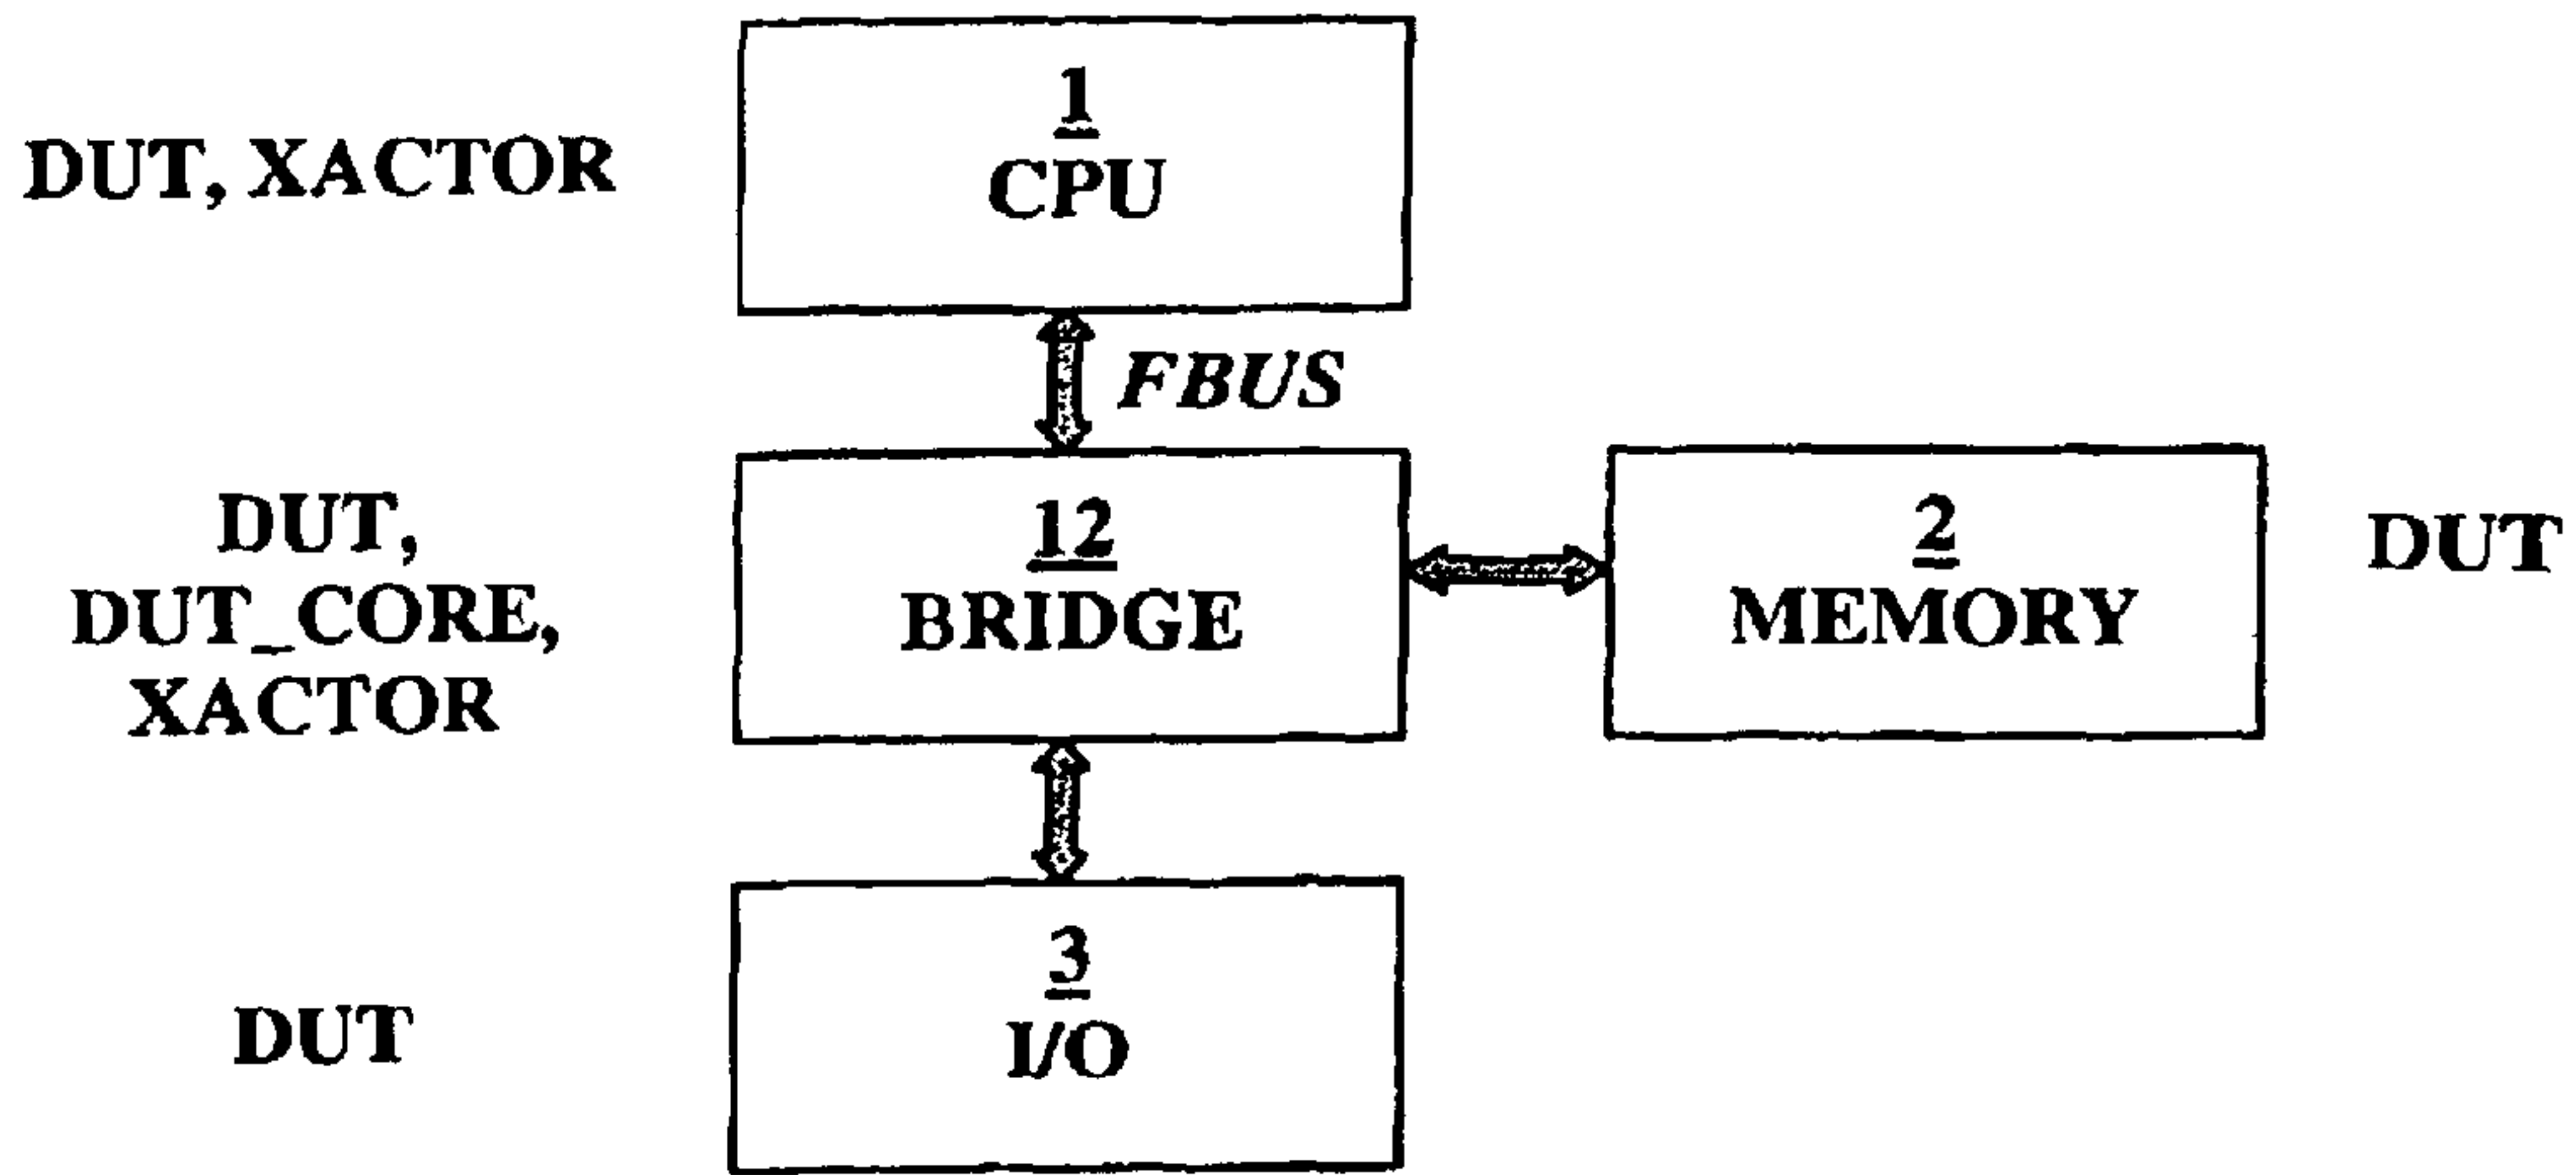 DUT, XACTOR
1
CPU
FBUS
DUT,
DUT_CORE,
XACTOR
12
BRIDGE
2
MEMORY
DUT
DUT
3
I/O